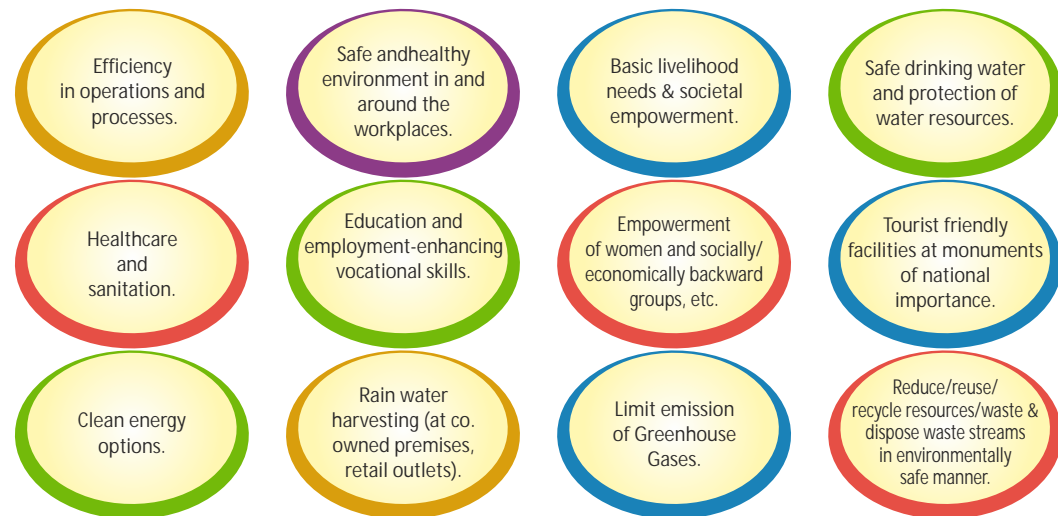 Efficiency
in operations and
processes.
Safe andhealthy
environment in and
around the
workplaces.
Basic livelihood
needs & societal
empowerment.
Safe drinking water
and protection of
water resources.
Healthcare
and
sanitation.
Education and
employment-enhancing
vocational skills.
Empowerment
of women and socially/
economically backward
groups, etc.
Tourist friendly
facilities at monuments
of national
importance.
Clean energy
options.
Rain water
harvesting (at co.
owned premises,
retail outlets).
Limit emission
of Greenhouse
Gases.
Reduce/reuse/
recycle resources/waste &
dispose waste streams
in environmentally
safe manner.